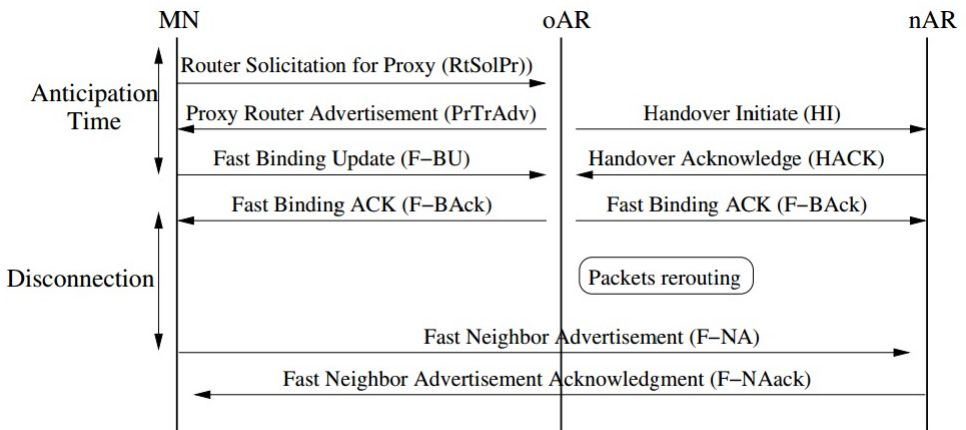 MN oAR nAR
Router Solicitation for Proxy (RtSolPr))
Anticipation
Time
Proxy Router Advertisement (PrTrAdv) Handover Initiate (HI)
Fast Binding Update (F−BU) Handover Acknowledge (HACK)
Fast Binding ACK (F−BAck) Fast Binding ACK (F−BAck)
Disconnection
Packets rerouting
Fast Neighbor Advertisement (F−NA)
Fast Neighbor Advertisement Acknowledgment (F−NAack)